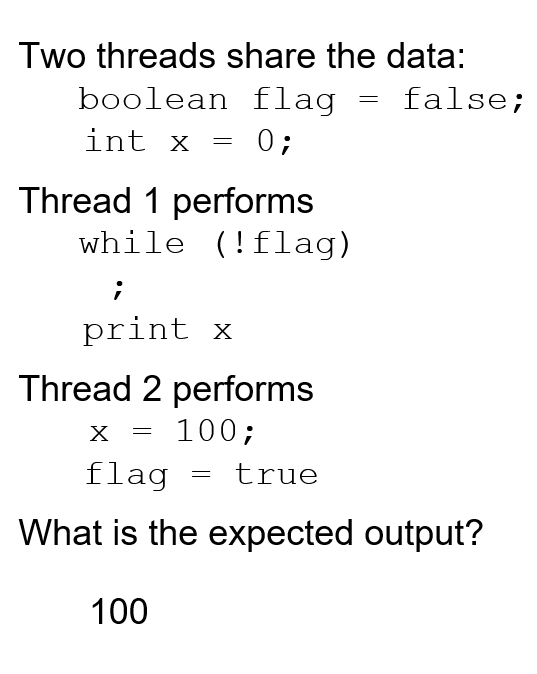 Two threads share the data:
boolean flag = false;
int x = 0;
Thread 1 performs
while (!flag)
;
print x
Thread 2 performs
x = 100;
flag = true
What is the expected output?
100